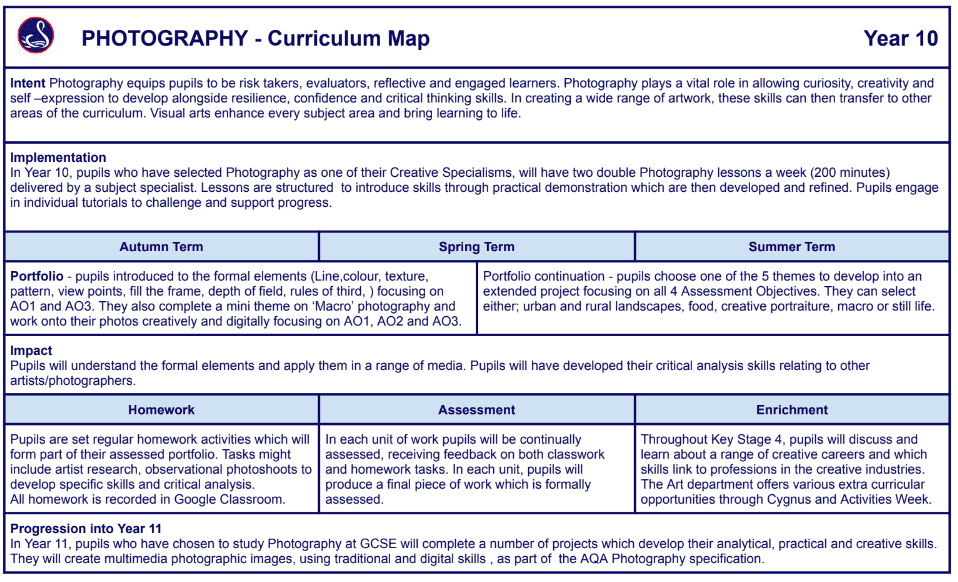 PHOTOGRAPHY - Curriculum Map
Year 10
Intent Photography equips pupils to be risk takers, evaluators, reflective and engaged learners. Photography plays a vital role in allowing curiosity, creativity and
self –expression to develop alongside resilience, confidence and critical thinking skills. In creating a wide range of artwork, these skills can then transfer to other
areas of the curriculum. Visual arts enhance every subject area and bring learning to life.
Implementation
In Year 10, pupils who have selected Photography as one of their Creative Specialisms, will have two double Photography lessons a week (200 minutes)
delivered by a subject specialist. Lessons are structured  to introduce skills through practical demonstration which are then developed and refined. Pupils engage
in individual tutorials to challenge and support progress.
Autumn Term
Spring Term
Summer Term
Portfolio - pupils introduced to the formal elements (Line,colour, texture,
pattern, view points, fill the frame, depth of field, rules of third, ) focusing on
AO1 and AO3. They also complete a mini theme on ‘Macro’ photography and
work onto their photos creatively and digitally focusing on AO1, AO2 and AO3.
Portfolio continuation - pupils choose one of the 5 themes to develop into an
extended project focusing on all 4 Assessment Objectives. They can select
either; urban and rural landscapes, food, creative portraiture, macro or still life.
Impact
Pupils will understand the formal elements and apply them in a range of media. Pupils will have developed their critical analysis skills relating to other
artists/photographers.
Homework
Assessment
Enrichment
Pupils are set regular homework activities which will
form part of their assessed portfolio. Tasks might
include artist research, observational photoshoots to
develop specific skills and critical analysis.
All homework is recorded in Google Classroom.
In each unit of work pupils will be continually
assessed, receiving feedback on both classwork
and homework tasks. In each unit, pupils will
produce a final piece of work which is formally
assessed.
Throughout Key Stage 4, pupils will discuss and
learn about a range of creative careers and which
skills link to professions in the creative industries.
The Art department offers various extra curricular
opportunities through Cygnus and Activities Week.
Progression into Year 11
In Year 11, pupils who have chosen to study Photography at GCSE will complete a number of projects which develop their analytical, practical and creative skills.
They will create multimedia photographic images, using traditional and digital skills , as part of  the AQA Photography specification.